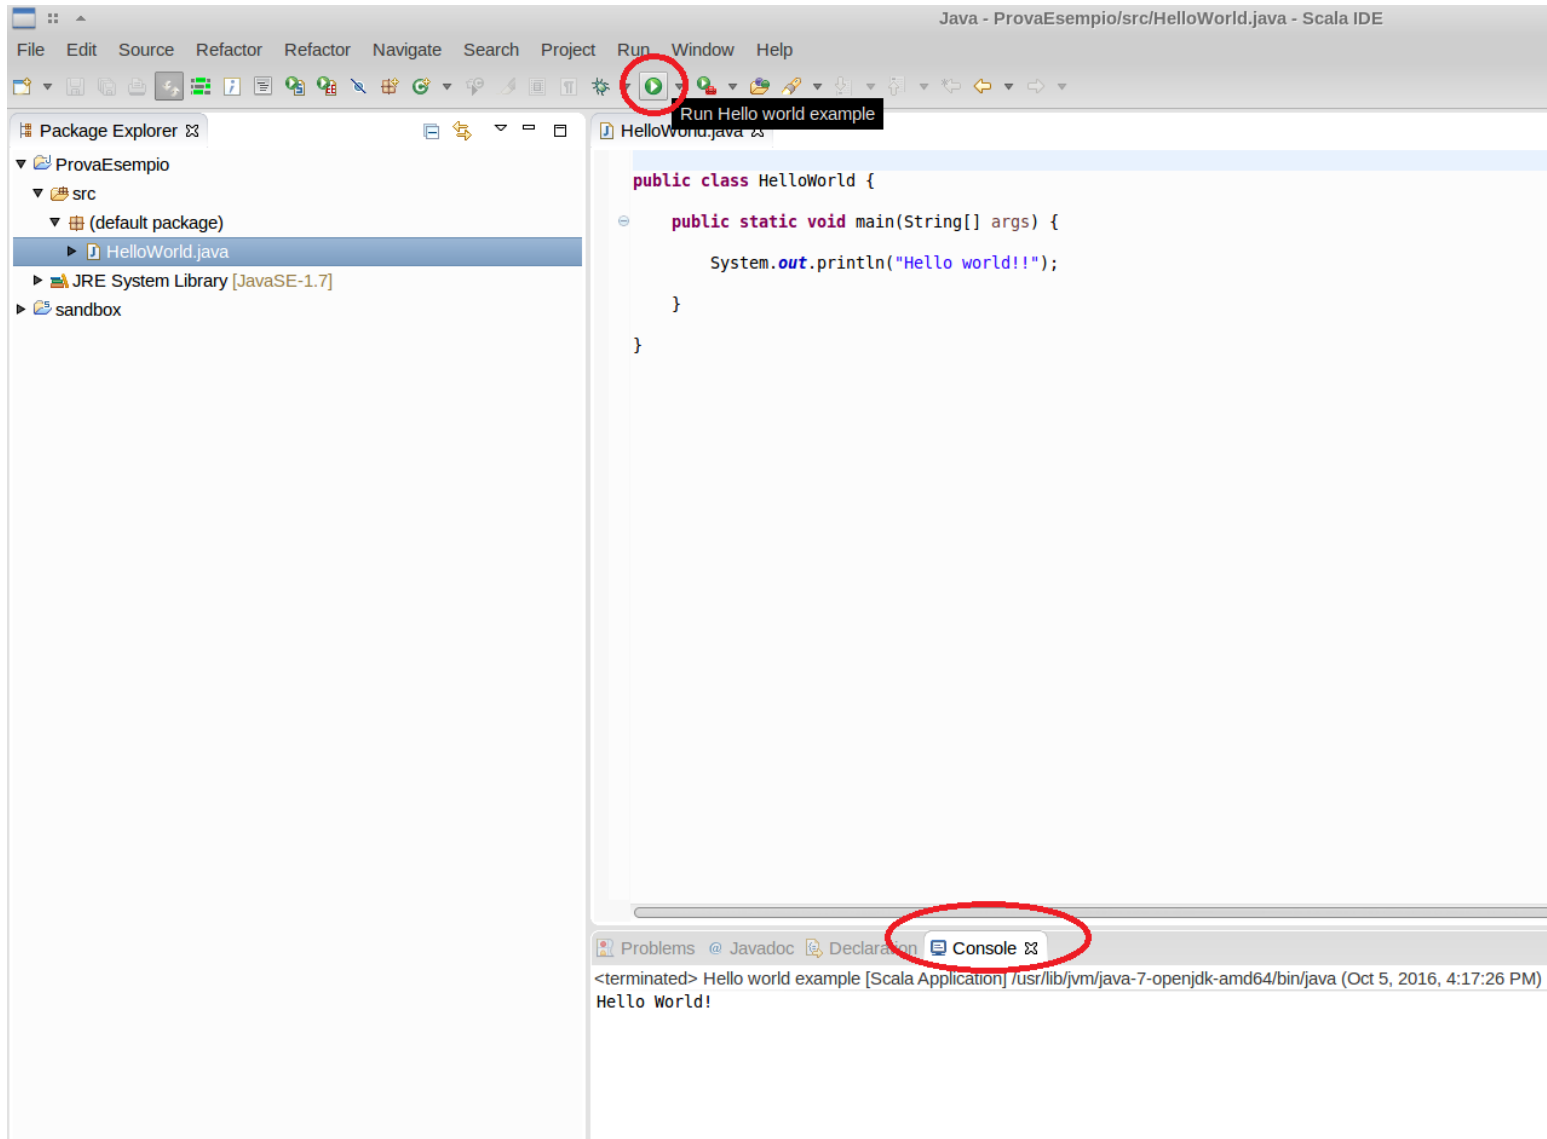 Java - ProvaEsempio/src/HelloWorld.java - Scala IDE
File Edit Source Refactor Refactor Navigate Search Project Run Window Help
Run Hello world example
Package Explorer
HelloWorld.java
ProvaEsempio
src
(default package)
HelloWorld.java
JRE System Library [JavaSE-1.7]
sandbox
public class HelloWorld {
public static void main(String[] args) {
System.out.println("Hello world!!");
}
}
Problems @ Javadoc Declaration Console
<terminated> Hello world example [Scala Application] /usr/lib/jvm/java-7-openjdk-amd64/bin/java (Oct 5, 2016, 4:17:26 PM)
Hello World!